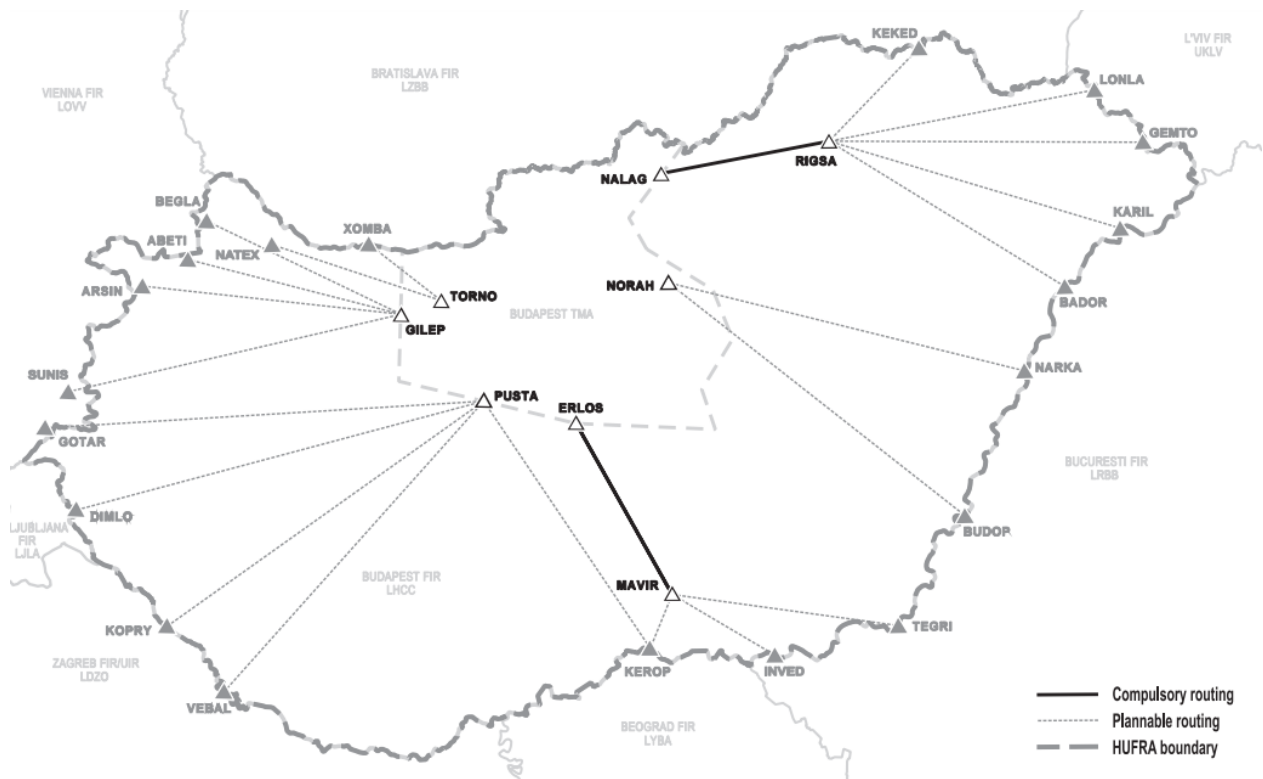 KEKED
L'VIV FIR
UKLV
BRATISLAVA FIR
LZBB
LONLA
VIENNA FIR
LOVV
GEMTO
RIGSA
NALAG
BEGLA
KARIL
XOMBA
ABETI
NATEX
ARSIN
NORAH
TORNO
BADOR
BUDAPEST TMA
GILEP
NARKA
SUNIS
PUSTA
ERLOS
GOTAR
BUCURESTI FIR
LRBB
DIMLO
LJUBLJANA
FIR
LJLA
BUDOP
BUDAPEST FIR
LHCC
MAVIR
KOPRY
TEGRI
ZAGREB FIR/UIR
LDZO
KEROP
INVED
VEBAL
BEOGRAD FIR
LYBA
Compulsory routing
Plannable routing
HUFRA boundary